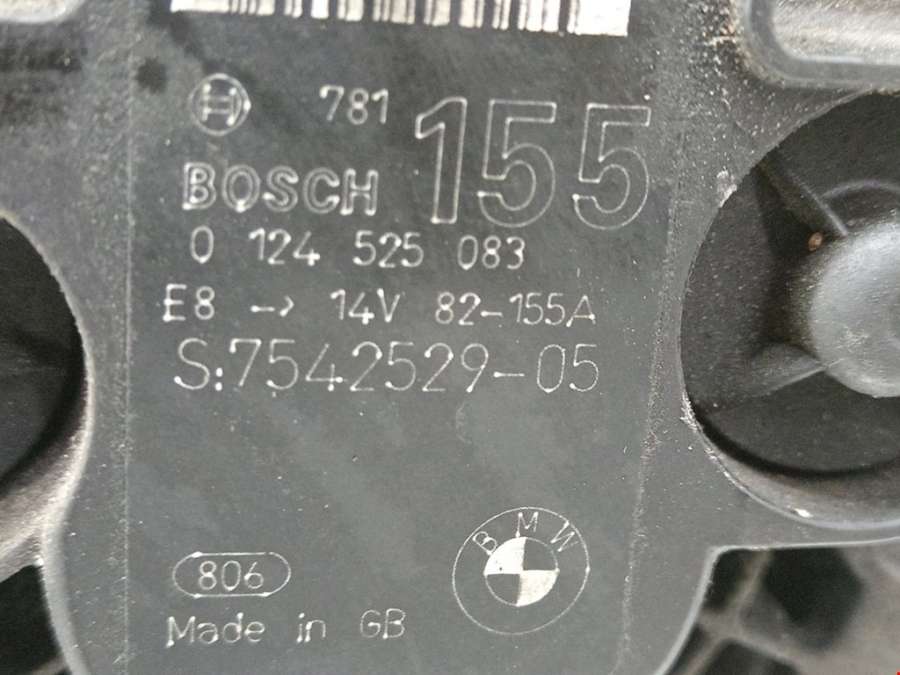 781
155
BOSCH
0 124 525 083
E8 -> 14V 82-155A
S:7542529-05
BMW
806
Made in GB